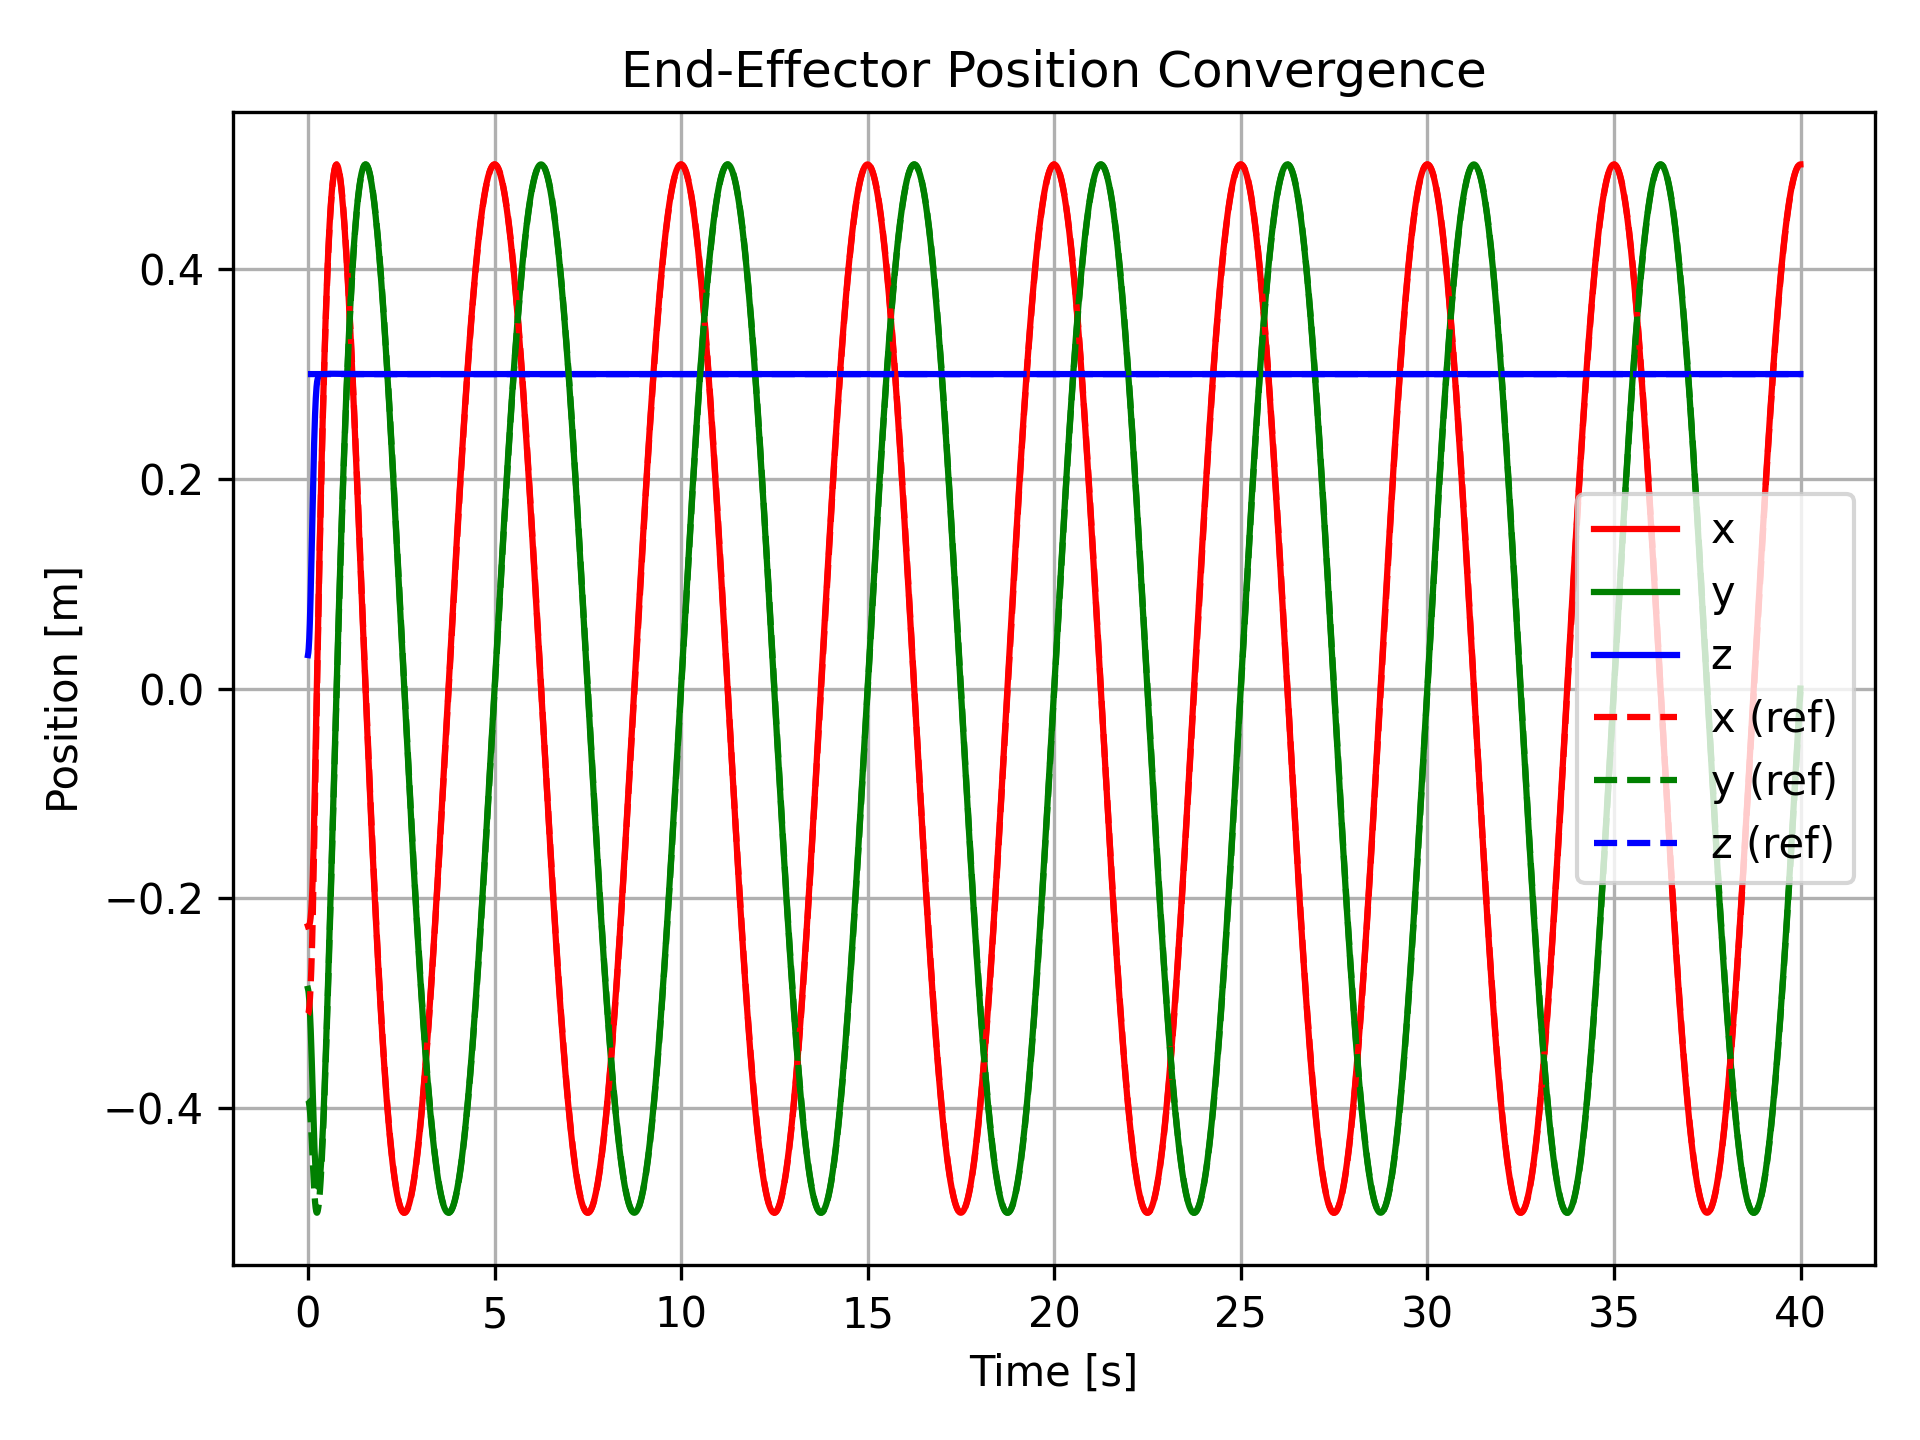 End-Effector Position Convergence
Position [m]
0.4
0.2
0.0
−0.2
−0.4
x
y
z
x (ref)
y (ref)
z (ref)
0 5 10 15 20 25 30 35 40
Time [s]